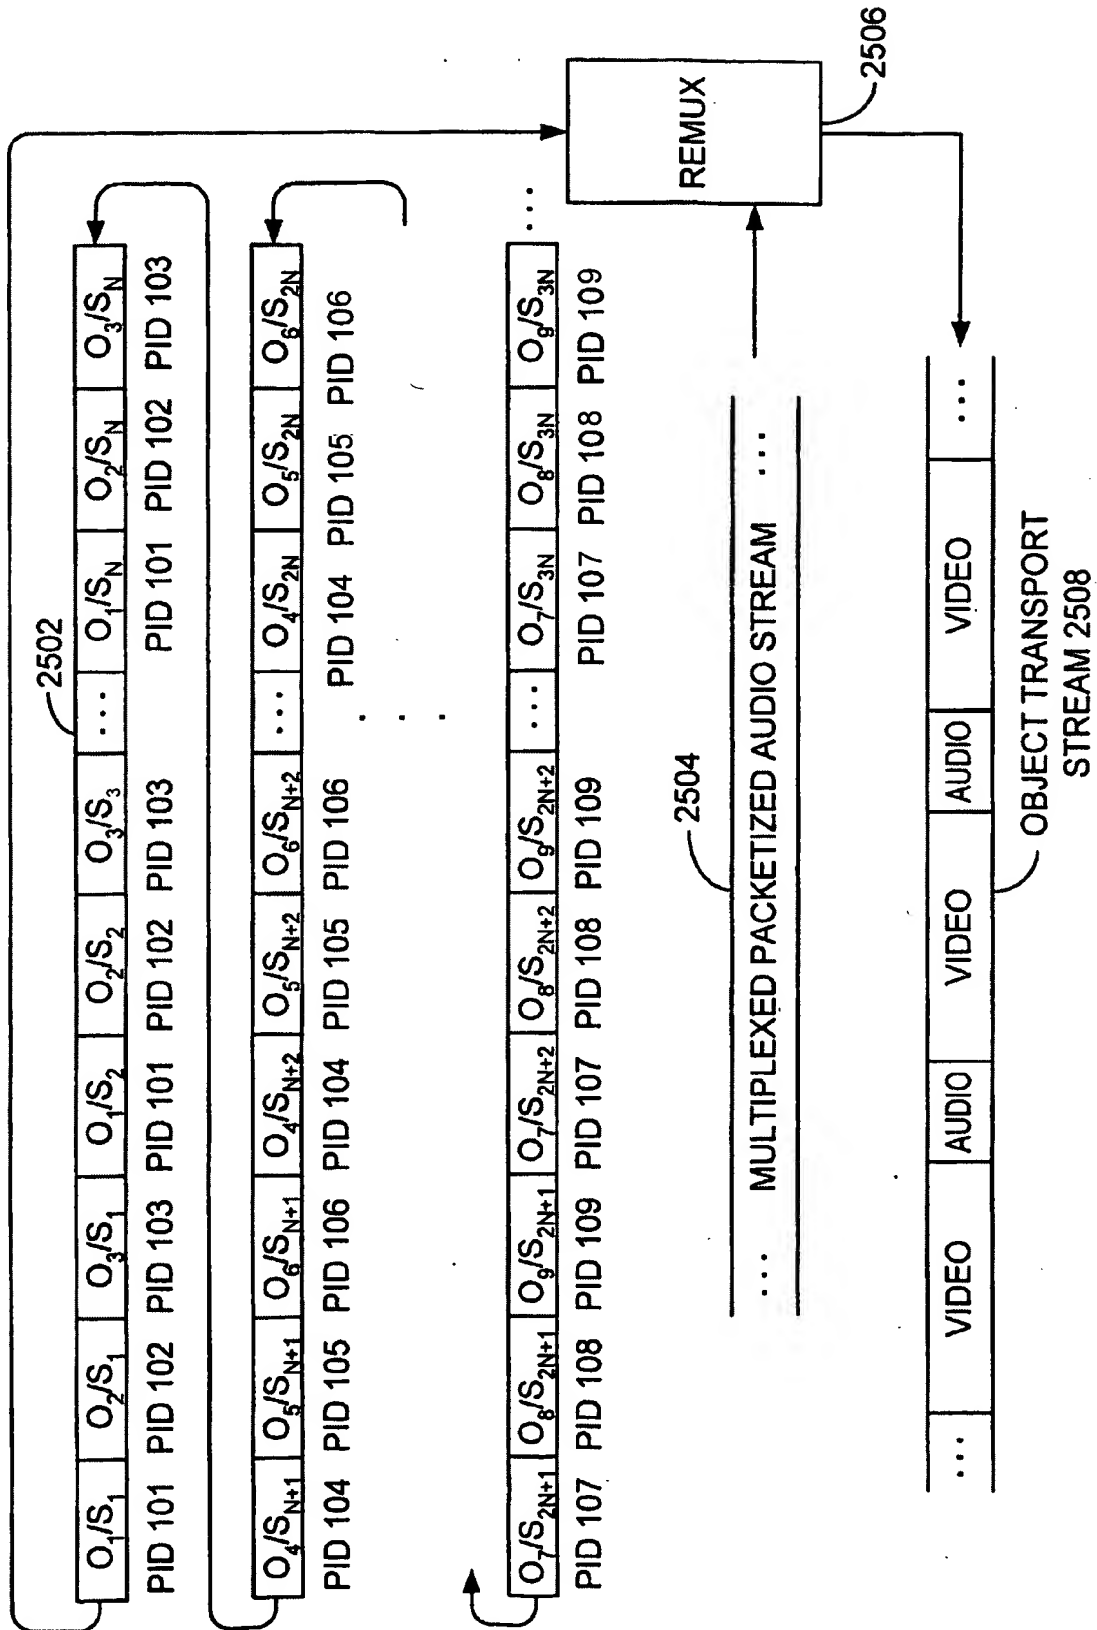 2502
O1/S1 O2/S1 O3/S1 O1/S2 O2/S2 O3/S3 ... O1/SN O2/SN O3/SN
PID 101 PID 102 PID 103 PID 101 PID 102 PID 103 PID 101 PID 102 PID 103
O4/SN+1 O5/SN+1 O6/SN+1 O4/SN+2 O5/SN+2 O6/SN+2 ... O4/S2N O5/S2N O6/S2N
PID 104 PID 105 PID 106 PID 104 PID 105 PID 106 PID 104 PID 105 PID 106
. . .
O7/S2N+1 O8/S2N+1 O9/S2N+1 O7/S2N+2 O8/S2N+2 O9/S2N+2 ... O7/S3N O8/S3N O9/S3N ...
PID 107 PID 108 PID 109 PID 107 PID 108 PID 109 PID 107 PID 108 PID 109
2504
... MULTIPLEXED PACKETIZED AUDIO STREAM ...
REMUX
2506
... VIDEO AUDIO VIDEO AUDIO VIDEO ...
OBJECT TRANSPORT
STREAM 2508